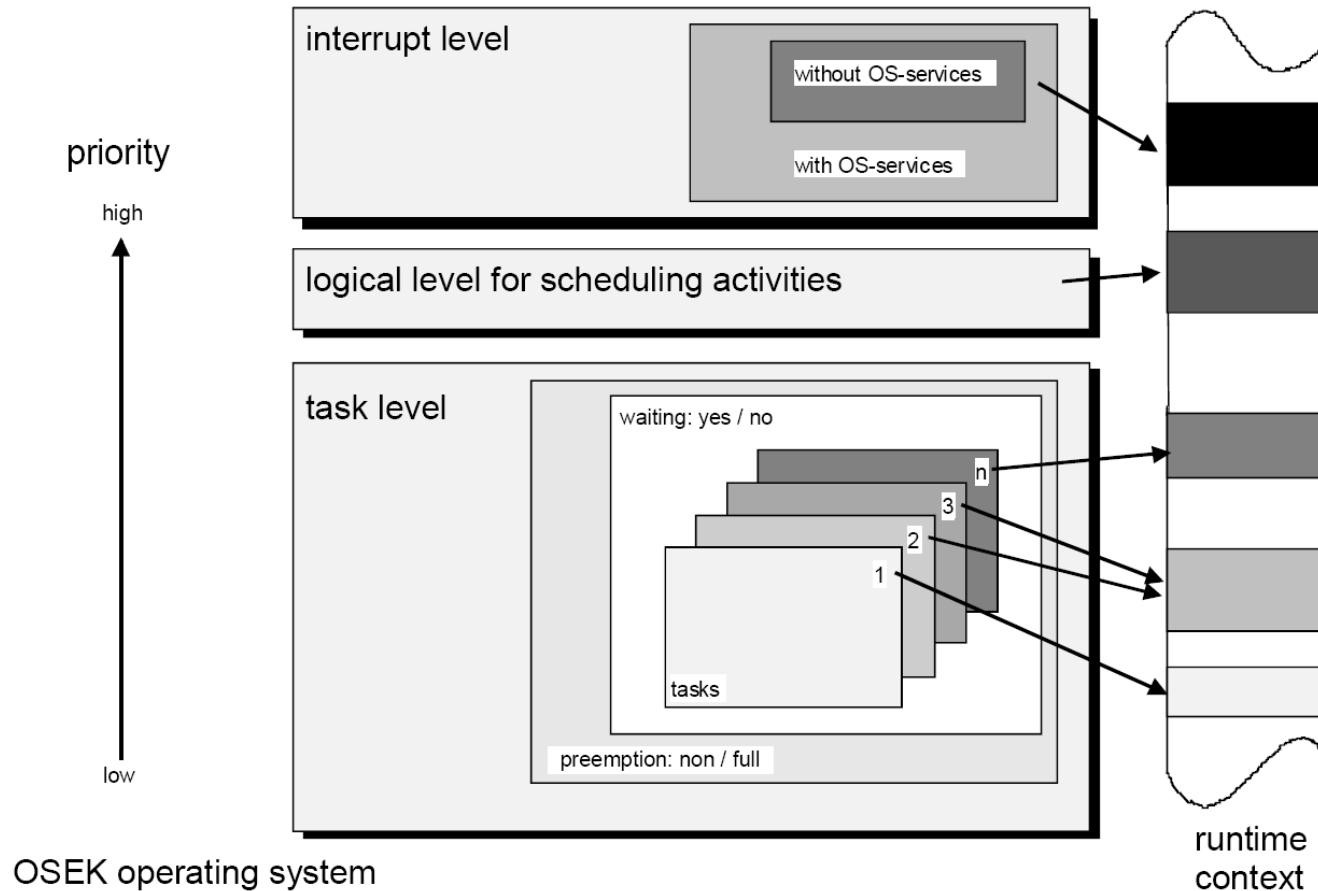 interrupt level
without OS-services
with OS-services
priority
high
logical level for scheduling activities
task level
waiting: yes / no
n
3
2
1
tasks
preemption: non / full
low
runtime
context
OSEK operating system